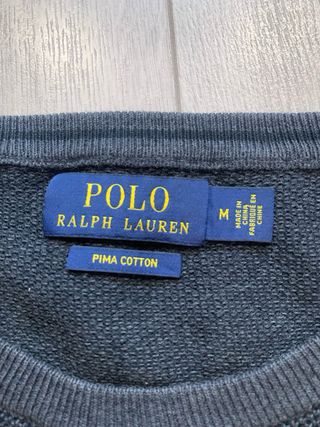 POLO
RALPH LAUREN
M
MADE IN
CHINA
FABRIQUÉ EN
CHINE
PIMA COTTON